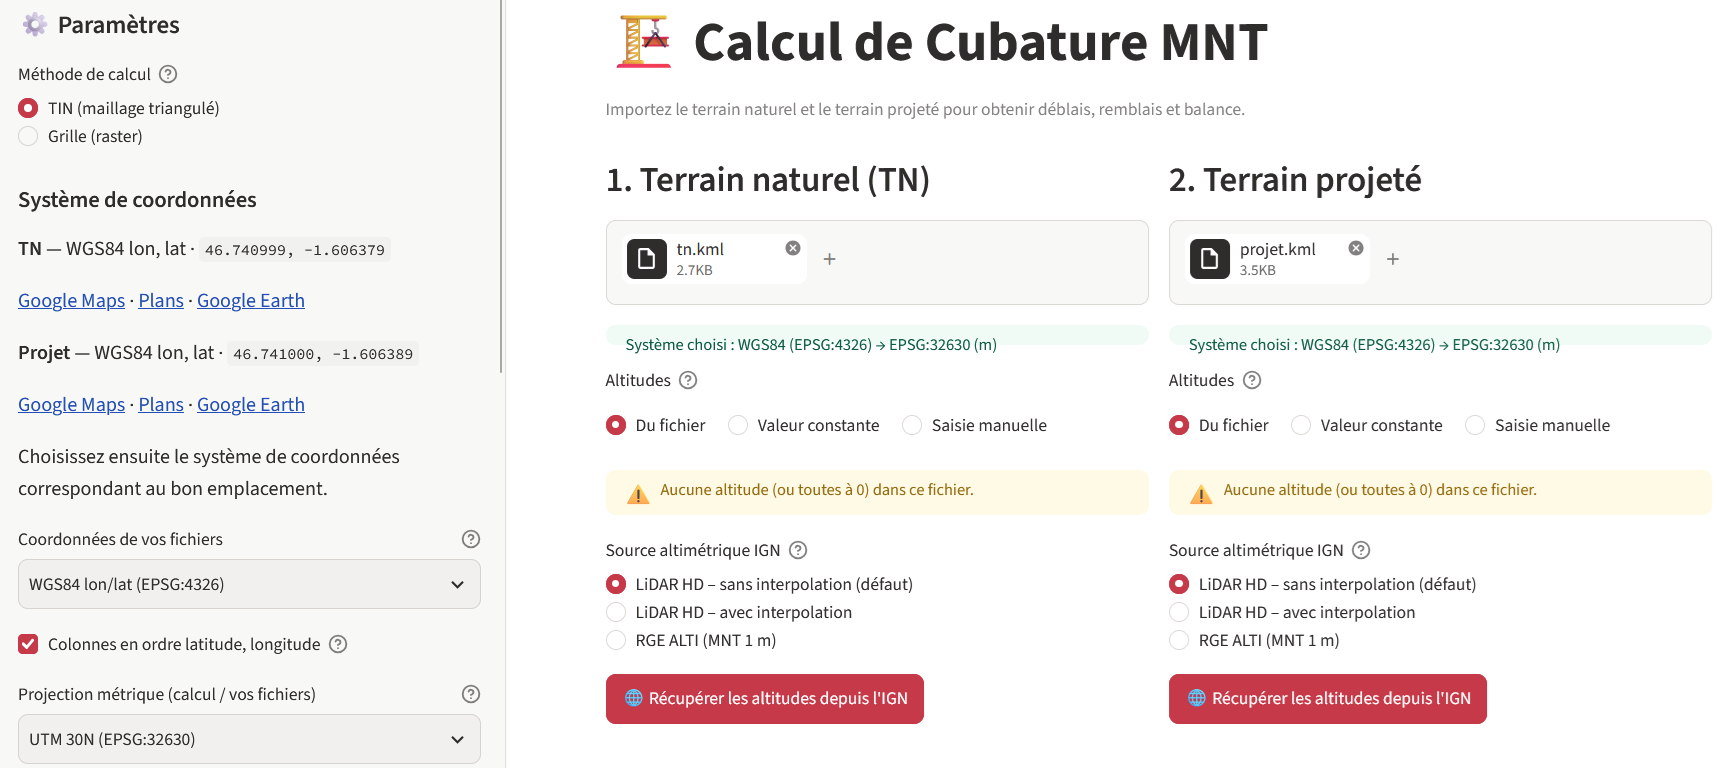 Paramètres
Méthode de calcul
TIN (maillage triangulé)
Grille (raster)
Système de coordonnées
TN — WGS84 lon, lat · 46.740999, -1.606379
Google Maps · Plans · Google Earth
Projet — WGS84 lon, lat · 46.741000, -1.606389
Google Maps · Plans · Google Earth
Choisissez ensuite le système de coordonnées
correspondant au bon emplacement.
Coordonnées de vos fichiers
WGS84 lon/lat (EPSG:4326)
Colonnes en ordre latitude, longitude
Projection métrique (calcul / vos fichiers)
UTM 30N (EPSG:32630)
Calcul de Cubature MNT
Importez le terrain naturel et le terrain projeté pour obtenir déblais, remblais et balance.
1. Terrain naturel (TN)
tn.kml
2.7KB
Système choisi : WGS84 (EPSG:4326) → EPSG:32630 (m)
Altitudes
Du fichier
Valeur constante
Saisie manuelle
Aucune altitude (ou toutes à 0) dans ce fichier.
Source altimétrique IGN
LiDAR HD – sans interpolation (défaut)
LiDAR HD – avec interpolation
RGE ALTI (MNT 1 m)
Récupérer les altitudes depuis l'IGN
2. Terrain projeté
projet.kml
3.5KB
Système choisi : WGS84 (EPSG:4326) → EPSG:32630 (m)
Altitudes
Du fichier
Valeur constante
Saisie manuelle
Aucune altitude (ou toutes à 0) dans ce fichier.
Source altimétrique IGN
LiDAR HD – sans interpolation (défaut)
LiDAR HD – avec interpolation
RGE ALTI (MNT 1 m)
Récupérer les altitudes depuis l'IGN